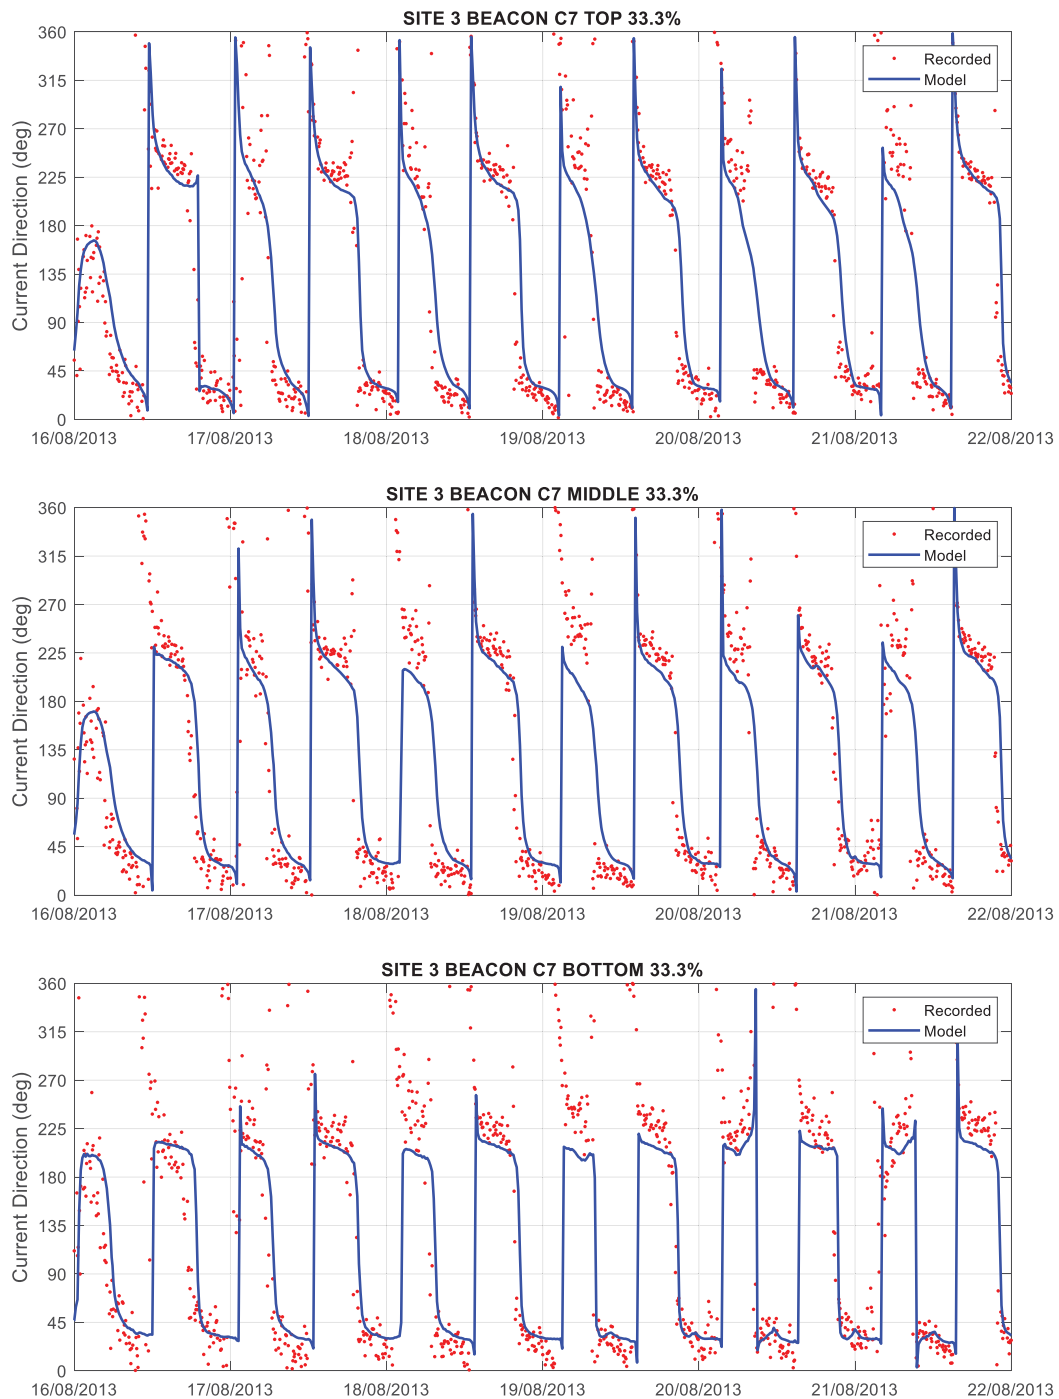 SITE 3 BEACON C7 TOP 33.3%
360
315
270
225
180
135
90
45
0
Current Direction (deg)
Recorded
Model
16/08/2013 17/08/2013 18/08/2013 19/08/2013 20/08/2013 21/08/2013 22/08/2013
SITE 3 BEACON C7 MIDDLE 33.3%
360
315
270
225
180
135
90
45
0
Current Direction (deg)
Recorded
Model
16/08/2013 17/08/2013 18/08/2013 19/08/2013 20/08/2013 21/08/2013 22/08/2013
SITE 3 BEACON C7 BOTTOM 33.3%
360
315
270
225
180
135
90
45
0
Current Direction (deg)
Recorded
Model
16/08/2013 17/08/2013 18/08/2013 19/08/2013 20/08/2013 21/08/2013 22/08/2013